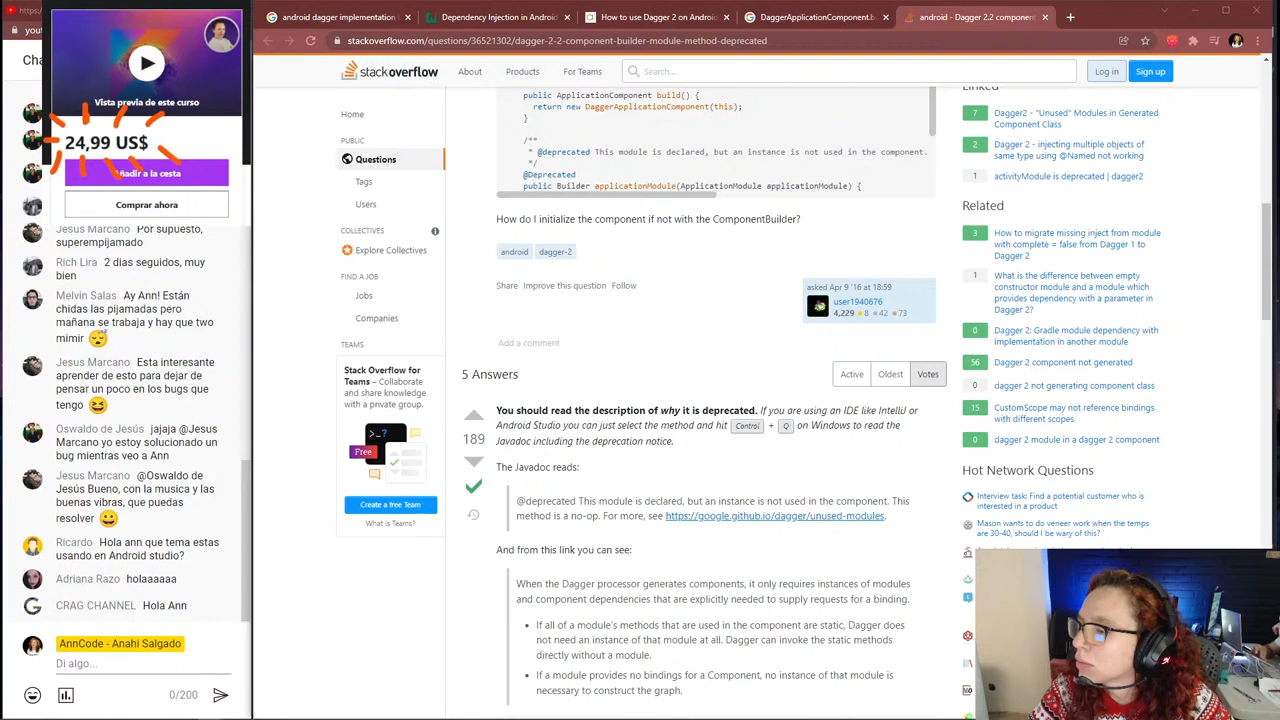 android dagger implementation
Dependency Injection in Android
How to use Dagger 2 on Android
DaggerApplicationComponent.b
android - Dagger 2.2 component
stackoverflow.com/questions/36521302/dagger-2-2-component-builder-module-method-deprecated
Vista previa de este curso
24,99 US$
Añadir a la cesta
Comprar ahora
Jesus Marcano Por supuesto,
superempijamado
Rich Lira 2 dias seguidos, muy
bien
Melvin Salas Ay Ann! Están
chidas las pijamadas pero
mañana se trabaja y hay que two
mimir 😴
Jesus Marcano Esta interesante
aprender de esto para dejar de
pensar un poco en los bugs que
tengo 😆
Oswaldo de Jesús jajaja @Jesus
Marcano yo estoy solucionado un
bug mientras veo a Ann
Jesus Marcano @Oswaldo de
Jesús Bueno, con la musica y las
buenas vibras, que puedas
resolver 😀
Ricardo Hola ann que tema estas
usando en Android studio?
Adriana Razo holaaaaaa
CRAG CHANNEL Hola Ann
AnnCode - Anahi Salgado
Di algo...
0/200
stackoverflow
About
Products
For Teams
Search...
Log in
Sign up
Home
PUBLIC
Questions
Tags
Users
COLLECTIVES
Explore Collectives
FIND A JOB
Jobs
Companies
TEAMS
Stack Overflow for
Teams – Collaborate
and share knowledge
with a private group.
>_?
Free
Create a free Team
What is Teams?
public ApplicationComponent build() {
return new DaggerApplicationComponent(this);
}
/**
* @deprecated This module is declared, but an instance is not used in the component.
*/
@Deprecated
public Builder applicationModule(ApplicationModule applicationModule) {
How do I initialize the component if not with the ComponentBuilder?
android
dagger-2
Share Improve this question Follow
asked Apr 9 '16 at 18:59
user1940676
4,229 8 42 73
Add a comment
5 Answers
Active
Oldest
Votes
189
You should read the description of why it is deprecated. If you are using an IDE like IntelliJ or
Android Studio you can just select the method and hit Control + Q on Windows to read the
Javadoc including the deprecation notice.
The Javadoc reads:
@deprecated This module is declared, but an instance is not used in the component. This
method is a no-op. For more, see https://google.github.io/dagger/unused-modules.
And from this link you can see:
When the Dagger processor generates components, it only requires instances of modules
and component dependencies that are explicitly needed to supply requests for a binding.
• If all of a module's methods that are used in the component are static, Dagger does
not need an instance of that module at all. Dagger can invoke the static methods
directly without a module.
• If a module provides no bindings for a Component, no instance of that module is
necessary to construct the graph.
Linked
7 Dagger2 - "Unused" Modules in Generated
Component Class
2 Dagger 2 - injecting multiple objects of
same type using @Named not working
1 activityModule is deprecated | dagger2
Related
3 How to migrate missing inject from module
with complete = false from Dagger 1 to
Dagger 2
1 What is the difference between empty
constructor module and a module which
provides dependency with a parameter in
Dagger 2?
0 Dagger 2: Gradle module dependency with
implementation in another module
56 Dagger 2 component not generated
0 dagger 2 not generating component class
15 CustomScope may not reference bindings
with different scopes
0 dagger 2 module in a dagger 2 component
Hot Network Questions
Interview task: Find a potential customer who is
interested in a product
Mason wants to do veneer work when the temps
are 30-40, should I be wary of this?